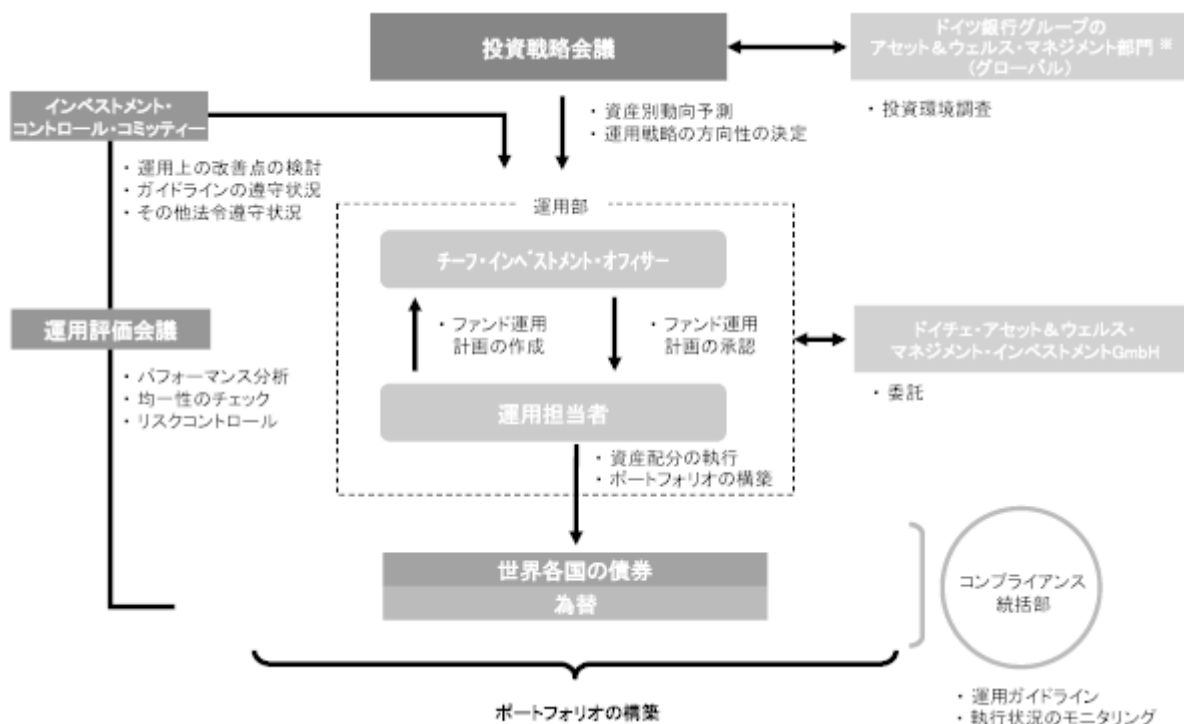 投資戦略会議
ドイツ銀行グループの
アセット&ウェルス・マネジメント部門 ※
(グローバル)
・ 投資環境調査
・ 資産別動向予測
・ 運用戦略の方向性の決定
インベストメント・
コントロール・コミッティー
・ 運用上の改善点の検討
・ ガイドラインの遵守状況
・ その他法令遵守状況
運用部
チーフ・インベストメント・オフィサー
・ ファンド運用
計画の作成
・ ファンド運用
計画の承認
運用評価会議
・ パフォーマンス分析
・ 均一性のチェック
・ リスクコントロール
ドイチェ・アセット&ウェルス・
マネジメント・インベストメントGmbH
・ 委託
運用担当者
・ 資産配分の執行
・ ポートフォリオの構築
世界各国の債券
為替
コンプライアンス
統括部
・ 運用ガイドライン
・ 執行状況のモニタリング
ポートフォリオの構築